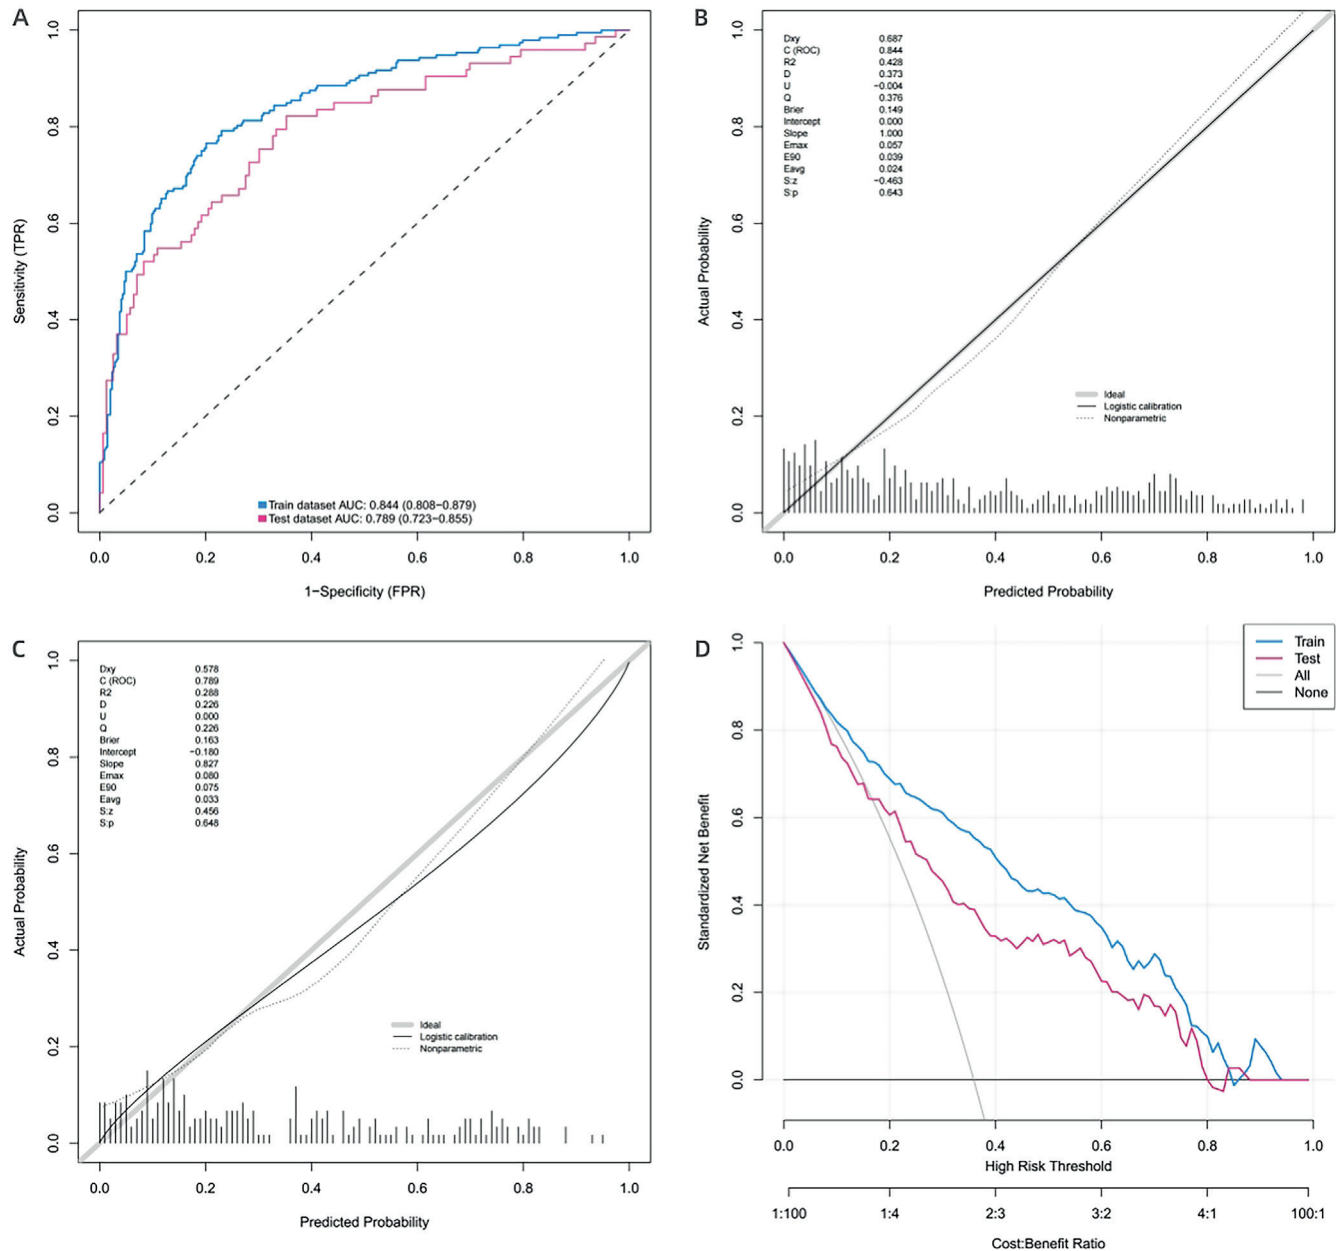 A
1.0
0.8
0.6
0.4
0.2
0.0
Sensitivity (TPR)
Train dataset AUC: 0.844 (0.808−0.879)
Test dataset AUC: 0.789 (0.723−0.855)
0.0 0.2 0.4 0.6 0.8 1.0
1−Specificity (FPR)
B
1.0
0.8
0.6
0.4
0.2
0.0
Actual Probability
Dxy 0.687
C (ROC) 0.844
R2 0.428
D 0.373
U −0.004
Q 0.376
Brier 0.149
Intercept 0.000
Slope 1.000
Emax 0.057
E90 0.039
Eavg 0.024
S:z −0.463
S:p 0.643
Ideal
Logistic calibration
Nonparametric
0.0 0.2 0.4 0.6 0.8 1.0
Predicted Probability
C
1.0
0.8
0.6
0.4
0.2
0.0
Actual Probability
Dxy 0.578
C (ROC) 0.789
R2 0.288
D 0.226
U 0.000
Q 0.226
Brier 0.163
Intercept −0.180
Slope 0.827
Emax 0.080
E90 0.075
Eavg 0.033
S:z 0.456
S:p 0.648
Ideal
Logistic calibration
Nonparametric
0.0 0.2 0.4 0.6 0.8 1.0
Predicted Probability
D
1.0
0.8
0.6
0.4
0.2
0.0
Standardized Net Benefit
Train
Test
All
None
0.0 0.2 0.4 0.6 0.8 1.0
High Risk Threshold
1:100 1:4 2:3 3:2 4:1 100:1
Cost:Benefit Ratio